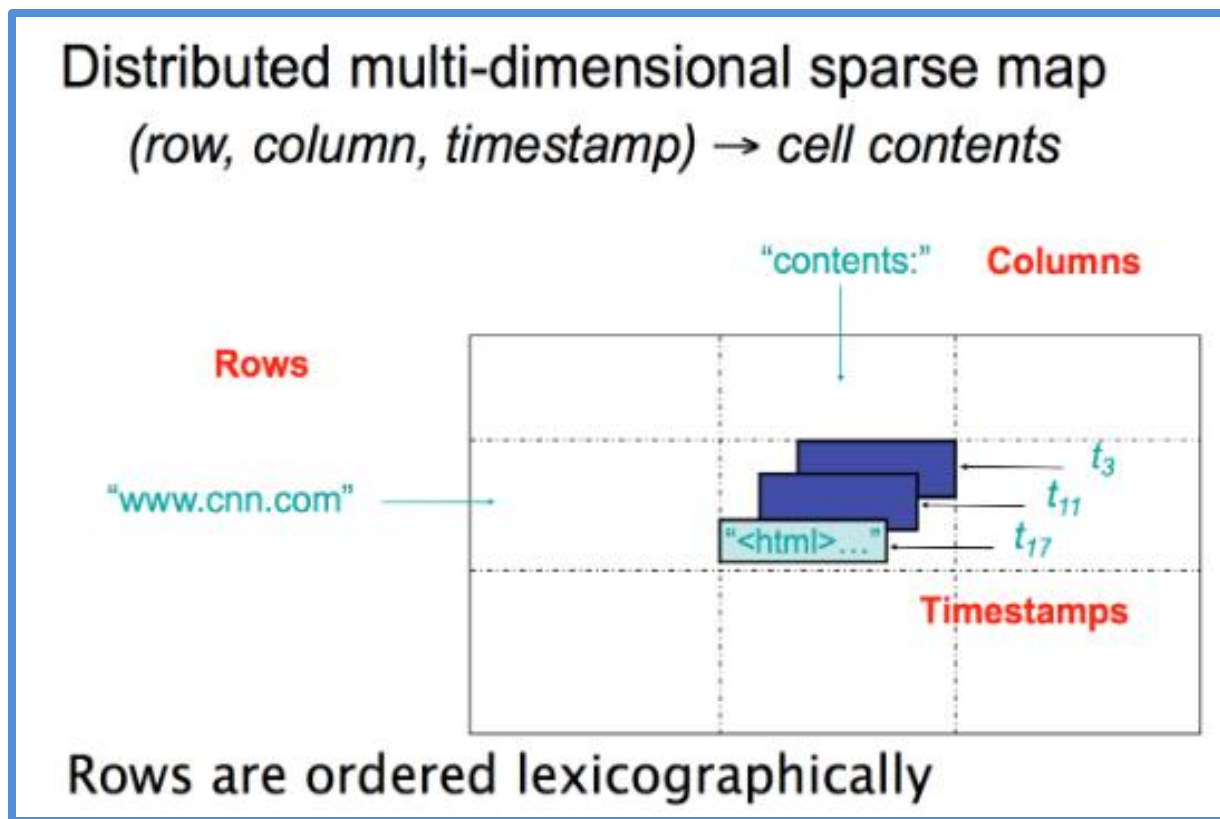 Distributed multi-dimensional sparse map
(row, column, timestamp) → cell contents
“contents:”
Columns
Rows
“www.cnn.com”
t3
t11
“<html>…”
t17
Timestamps
Rows are ordered lexicographically